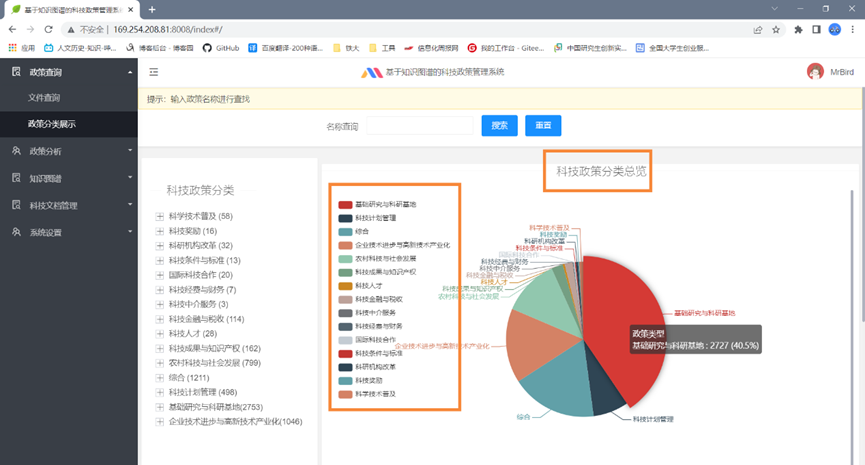 基于知识图谱的科技政策管理系统
不安全 | 169.254.208.81:8008/index#/
应用
人文历史-知识-哔...
博客后台 - 博客园
GitHub
百度翻译-200种语...
铁大
工具
信息化周报网
我的工作台 - Gitee...
中国研究生创新实...
全国大学生创业服...
政策查询
文件查询
政策分类展示
政策分析
知识图谱
科技文档管理
系统设置
基于知识图谱的科技政策管理系统
MrBird
提示：输入政策名称进行查找
名称查询
搜索
重置
科技政策分类
科学技术普及 (58)
科技奖励 (16)
科研机构改革 (32)
科技条件与标准 (13)
国际科技合作 (20)
科技经费与财务 (7)
科技中介服务 (3)
科技金融与税收 (114)
科技人才 (28)
科技成果与知识产权 (162)
农村科技与社会发展 (799)
综合 (1211)
科技计划管理 (498)
基础研究与科研基地(2753)
企业技术进步与高新技术产业化(1046)
科技政策分类总览
基础研究与科研基地
科技计划管理
综合
企业技术进步与高新技术产业化
农村科技与社会发展
科技成果与知识产权
科技人才
科技金融与税收
科技中介服务
科技经费与财务
国际科技合作
科技条件与标准
科研机构改革
科技奖励
科学技术普及
科学技术普及
科技奖励
科研机构改革
科技条件与标准
国际科技合作
科技经费与财务
科技中介服务
科技金融与税收
科技人才
科技成果与知识产权
农村科技与社会发展
企业技术进步与高新技术产业化
综合
科技计划管理
基础研究与科研基地
政策类型
基础研究与科研基地 : 2727 (40.5%)